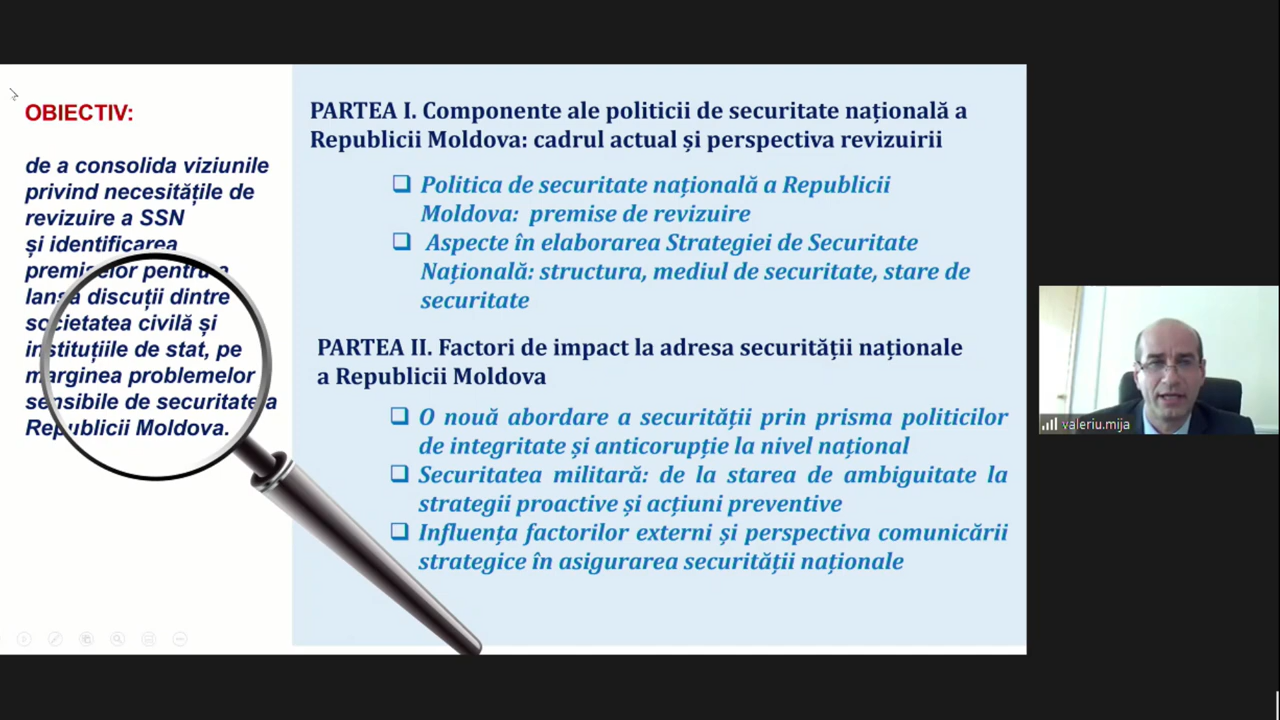 OBIECTIV:
de a consolida viziunile
privind necesitățile de
revizuire a SSN
și identificarea
premiselor pentru a
lansa discuții dintre
societatea civilă și
instituțiile de stat, pe
marginea problemelor
sensibile de securitate a
Republicii Moldova.
PARTEA I. Componente ale politicii de securitate națională a
Republicii Moldova: cadrul actual și perspectiva revizuirii
Politica de securitate națională a Republicii
Moldova: premise de revizuire
Aspecte în elaborarea Strategiei de Securitate
Națională: structura, mediul de securitate, stare de
securitate
PARTEA II. Factori de impact la adresa securității naționale
a Republicii Moldova
O nouă abordare a securității prin prisma politicilor
de integritate și anticorupție la nivel național
Securitatea militară: de la starea de ambiguitate la
strategii proactive și acțiuni preventive
Influența factorilor externi și perspectiva comunicării
strategice în asigurarea securității naționale
valeriu.mija